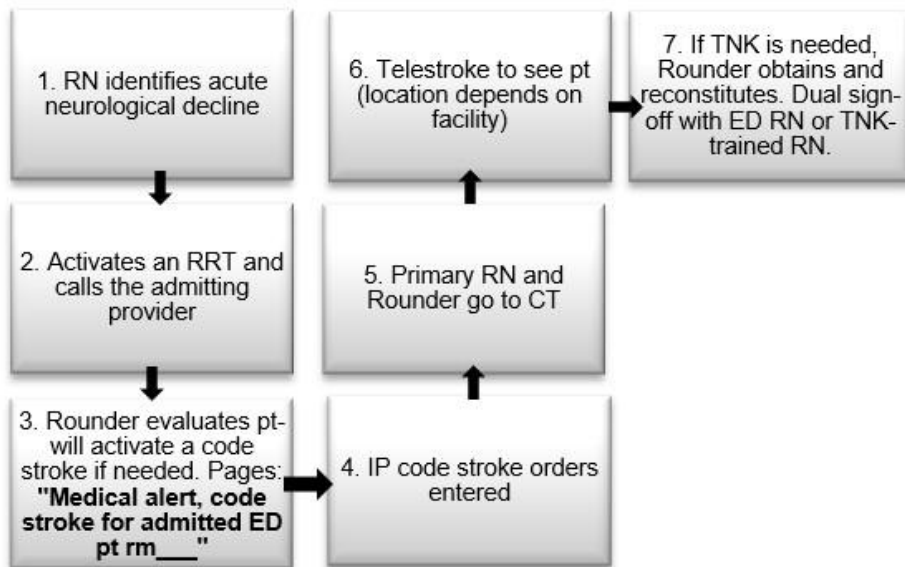 1. RN identifies acute
neurological decline
2. Activates an RRT and
calls the admitting
provider
3. Rounder evaluates pt-
will activate a code
stroke if needed. Pages:
"Medical alert, code
stroke for admitted ED
pt rm___"
4. IP code stroke orders
entered
5. Primary RN and
Rounder go to CT
6. Telestroke to see pt
(location depends on
facility)
7. If TNK is needed,
Rounder obtains and
reconstitutes. Dual sign-
off with ED RN or TNK-
trained RN.